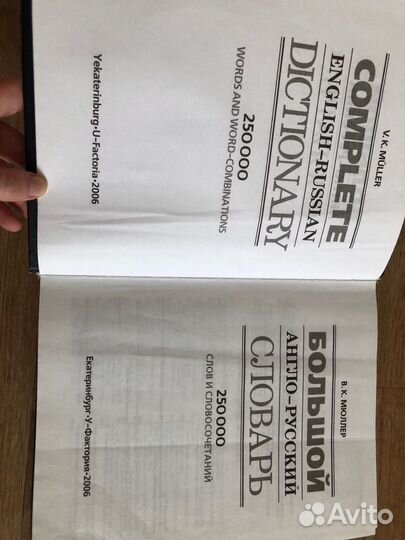 V. K. MÜLLER
COMPLETE
ENGLISH–RUSSIAN
DICTIONARY
250 000
WORDS AND WORD–COMBINATIONS
Yekaterinburg • U–Factoria • 2006
В. К. МЮЛЛЕР
БОЛЬШОЙ
АНГЛО–РУССКИЙ
СЛОВАРЬ
250 000
СЛОВ И СЛОВОСОЧЕТАНИЙ
Екатеринбург • У–Фактория • 2006
Avito